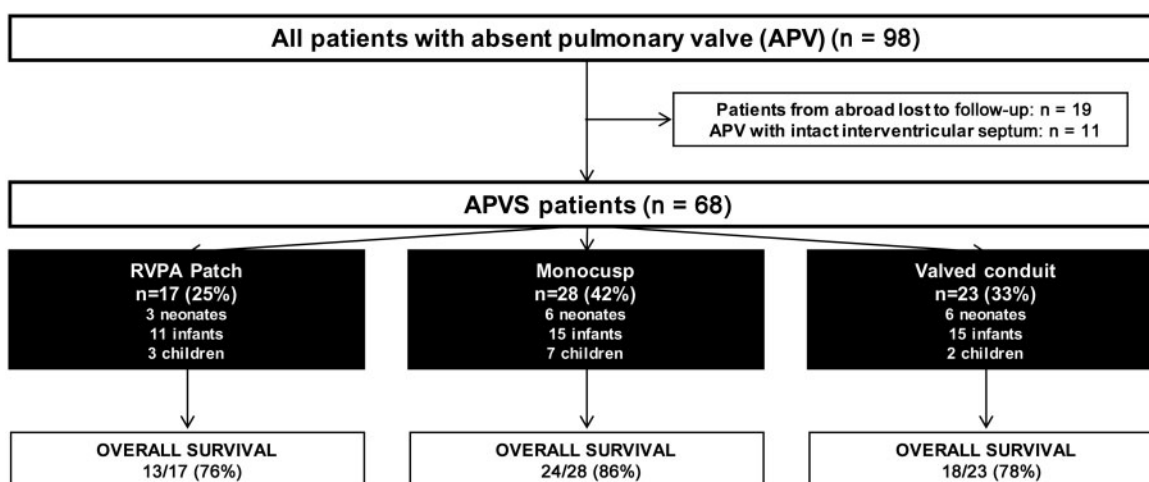 All patients with absent pulmonary valve (APV) (n = 98)
Patients from abroad lost to follow-up: n = 19
APV with intact interventricular septum: n = 11
APVS patients (n = 68)
RVPA Patch
n=17 (25%)
3 neonates
11 infants
3 children
Monocusp
n=28 (42%)
6 neonates
15 infants
7 children
Valved conduit
n=23 (33%)
6 neonates
15 infants
2 children
OVERALL SURVIVAL
13/17 (76%)
OVERALL SURVIVAL
24/28 (86%)
OVERALL SURVIVAL
18/23 (78%)